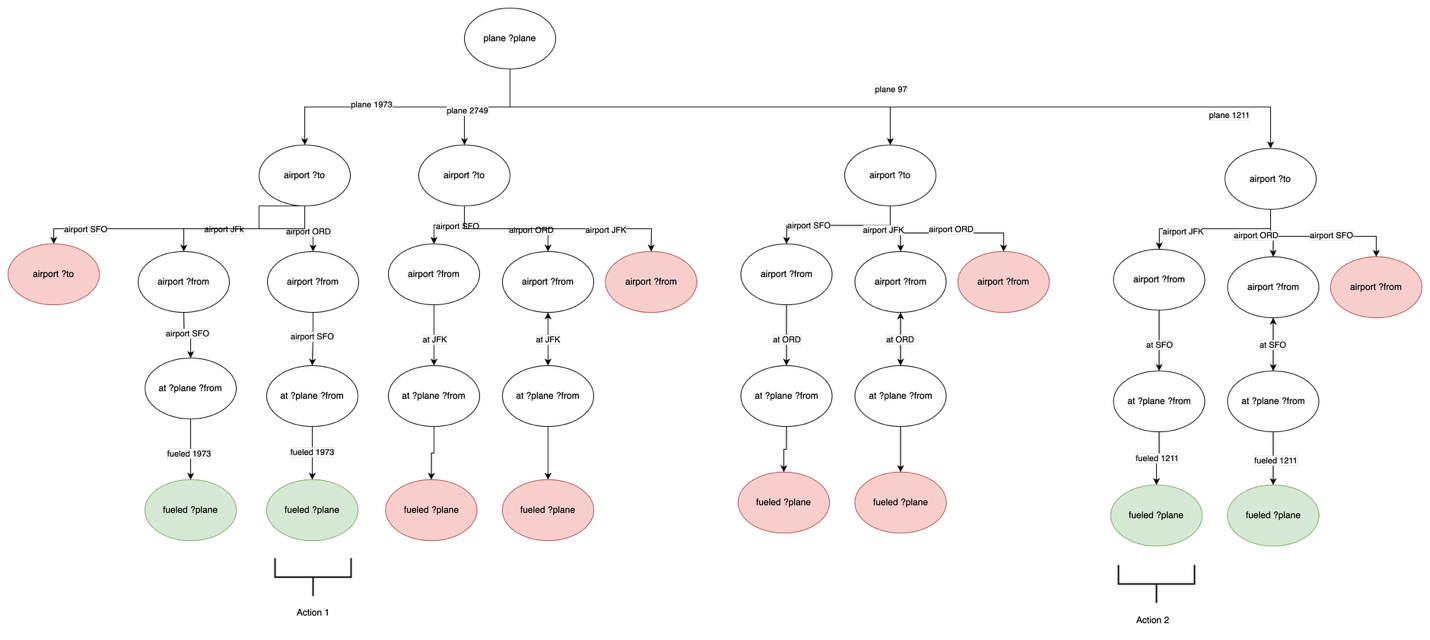 plane ?plane
plane 97
plane 1973
plane 2749
plane 1211
airport ?to
airport ?to
airport ?to
airport ?to
airport SFO
airport JFk
airport ORD
airport SFO
airport ORD
airport JFK
airport SFO
airport JFK
airport ORD
airport JFK
airport ORD
airport SFO
airport ?to
airport ?from
airport ?from
airport ?from
airport ?from
airport ?from
airport ?from
airport ?from
airport ?from
airport ?from
airport ?from
airport ?from
airport SFO
airport SFO
at JFK
at JFK
at ORD
at ORD
at SFO
at SFO
at ?plane ?from
at ?plane ?from
at ?plane ?from
at ?plane ?from
at ?plane ?from
at ?plane ?from
at ?plane ?from
at ?plane ?from
fueled 1973
fueled 1973
fueled 1211
fueled 1211
fueled ?plane
fueled ?plane
fueled ?plane
fueled ?plane
fueled ?plane
fueled ?plane
fueled ?plane
fueled ?plane
Action 1
Action 2